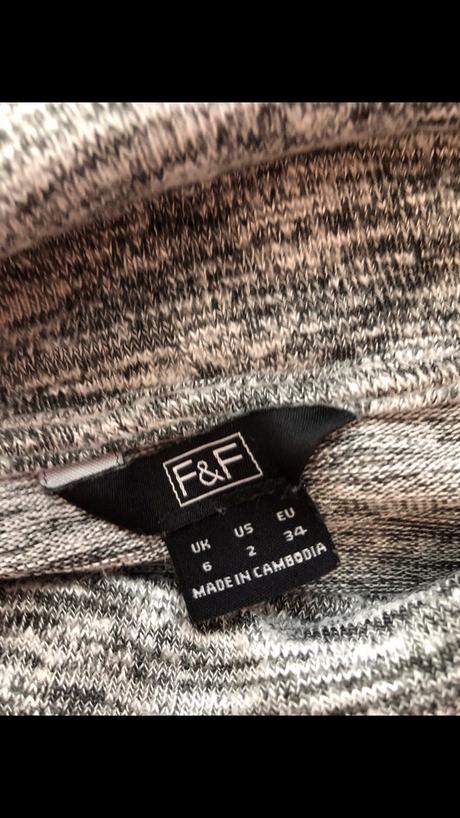 F&F
UK US EU
6 2 34
MADE IN CAMBODIA